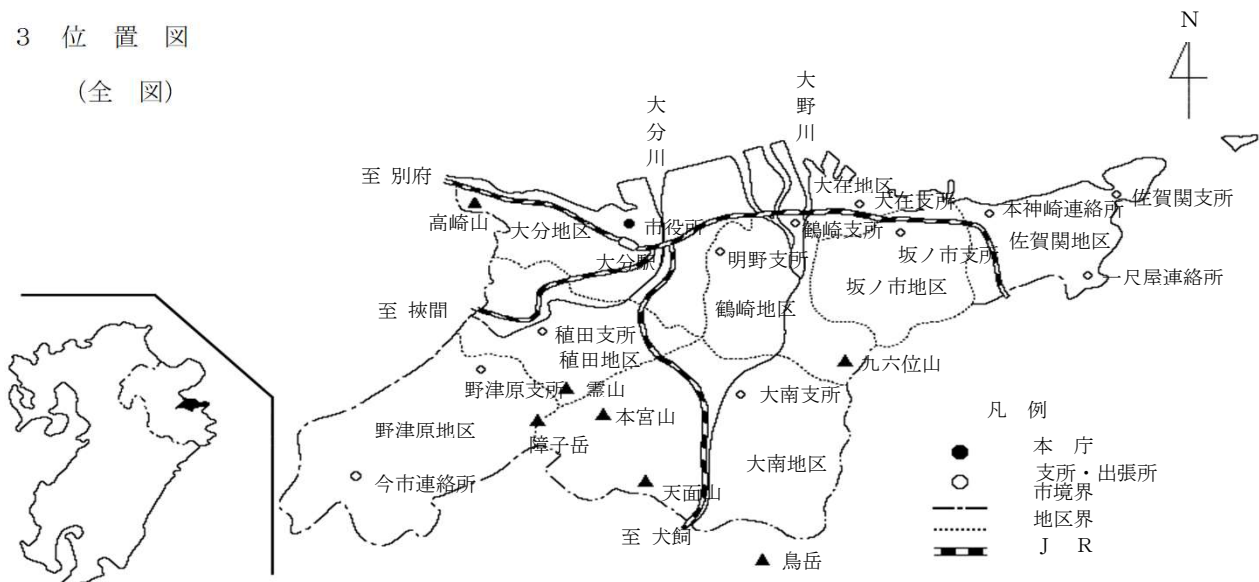 3 位 置 図
(全 図)
N
大分川
大野川
至 別府
高崎山
大分地区
市役所
大分駅
大在地区
大在支所
鶴崎支所
明野支所
本神崎連絡所
佐賀関支所
佐賀関地区
坂ノ市支所
坂ノ市地区
尺屋連絡所
至 挾間
鶴崎地区
稙田支所
稙田地区
九六位山
野津原支所
霊山
大南支所
本宮山
野津原地区
障子岳
大南地区
今市連絡所
天面山
至 犬飼
鳥岳
凡 例
本 庁
支所・出張所
市境界
地区界
J R